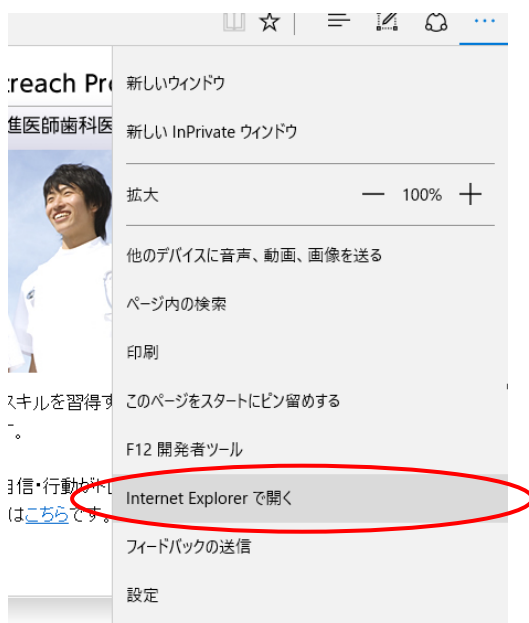 treach Pro
進医師歯科医
新しいウィンドウ
新しい InPrivate ウィンドウ
拡大 — 100% +
他のデバイスに音声、動画、画像を送る
ページ内の検索
印刷
スキルを習得す
このページをスタートにピン留めする
。
F12 開発者ツール
自信・行動が
Internet Explorer で開く
はこちらです。
フィードバックの送信
設定